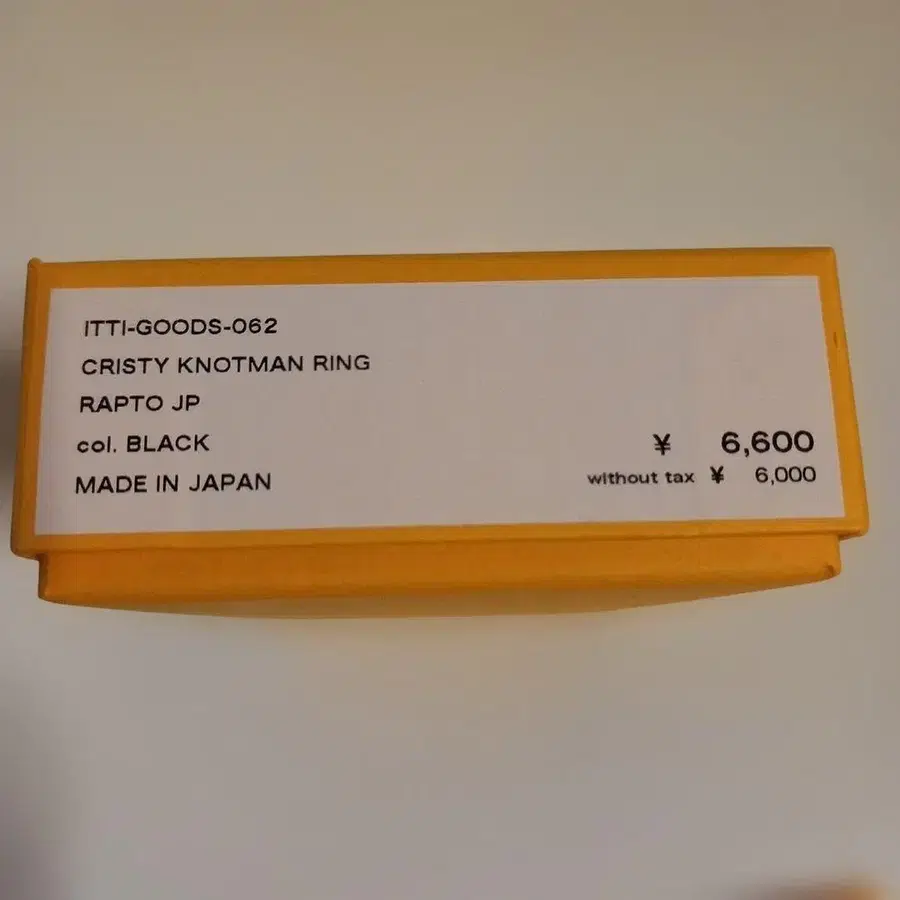 ITTI-GOODS-062
CRISTY KNOTMAN RING
RAPTO JP
col. BLACK
MADE IN JAPAN
¥ 6,600
without tax ¥ 6,000